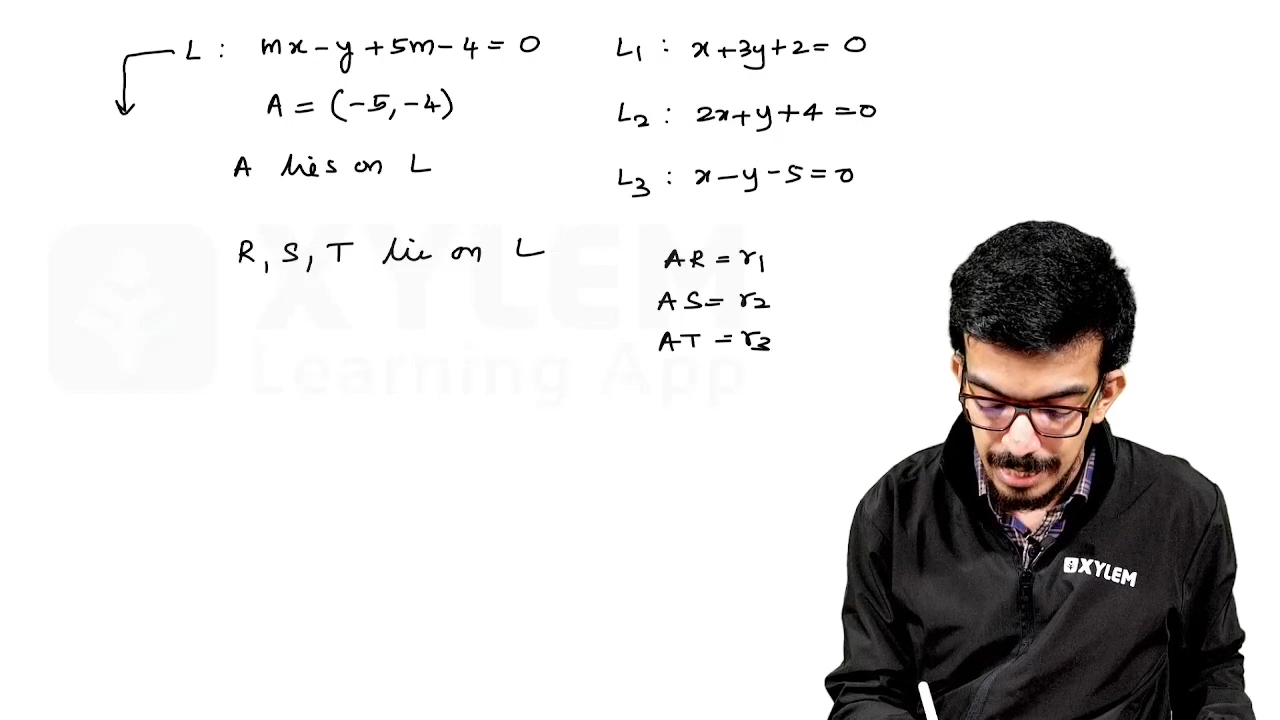 L : mx - y + 5m - 4 = 0
A = (-5, -4)
A lies on L
R, S, T lie on L
L1 : x + 3y + 2 = 0
L2 : 2x + y + 4 = 0
L3 : x - y - 5 = 0
AR = r1
AS = r2
AT = r3
XYLEM
Learning App
XYLEM